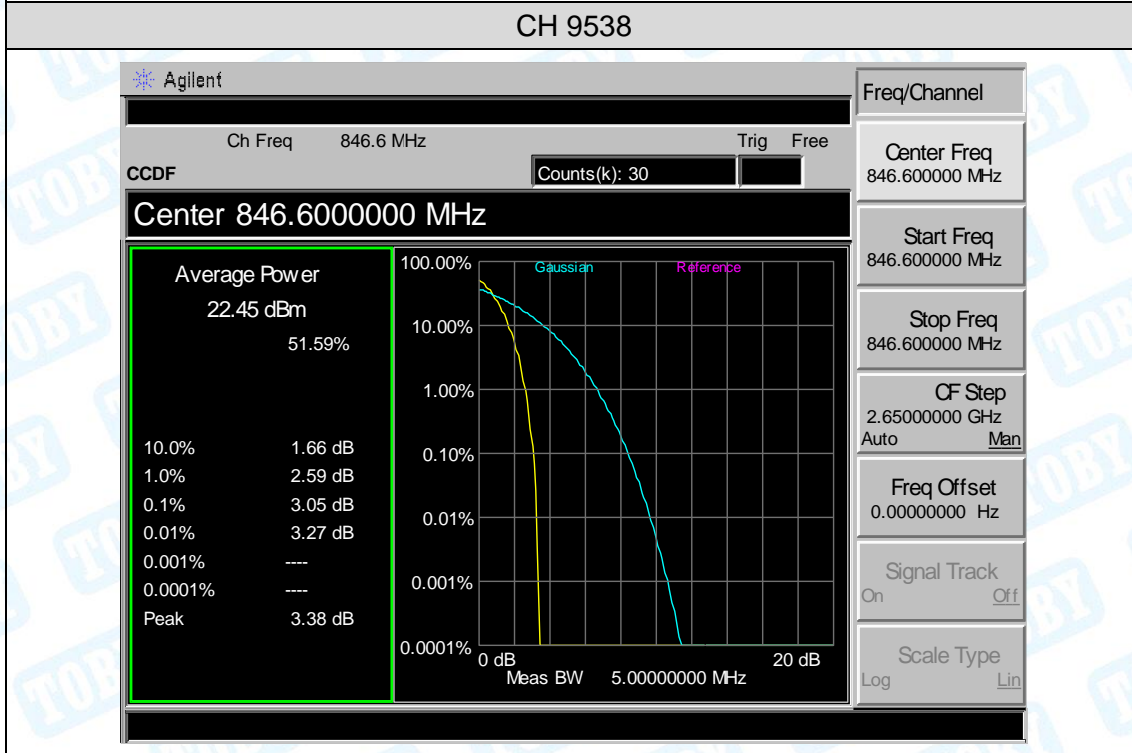 CH 9538
Agilent
Freq/Channel
Ch Freq 846.6 MHz Trig Free
CCDF Counts(k): 30
Center 846.6000000 MHz
Center Freq
846.600000 MHz
Start Freq
846.600000 MHz
Stop Freq
846.600000 MHz
CF Step
2.65000000 GHz
Auto Man
Freq Offset
0.00000000 Hz
Signal Track
On Off
Scale Type
Log Lin
Average Power
22.45 dBm
51.59%
10.0% 1.66 dB
1.0% 2.59 dB
0.1% 3.05 dB
0.01% 3.27 dB
0.001% ----
0.0001% ----
Peak 3.38 dB
Gaussian Reference
100.00%
10.00%
1.00%
0.10%
0.01%
0.001%
0.0001%
0 dB 20 dB
Meas BW 5.00000000 MHz
TOBY